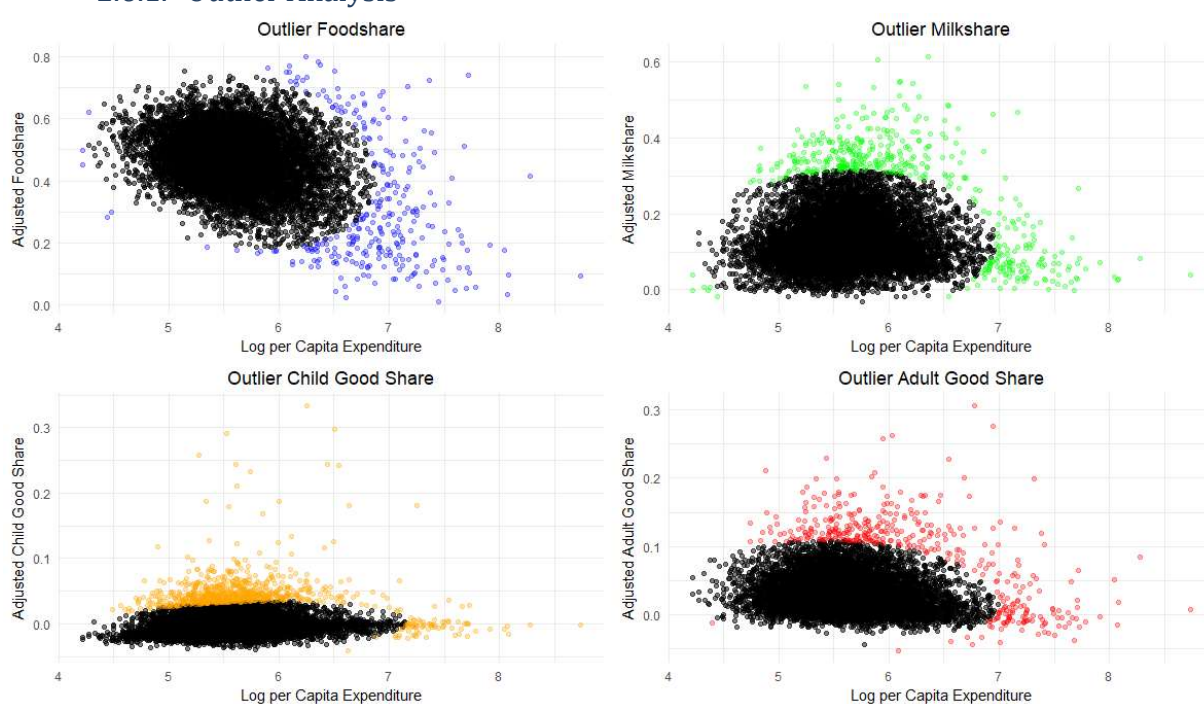 Outlier Analysis
Outlier Foodshare
Adjusted Foodshare
0.8
0.6
0.4
0.2
0.0
4 5 6 7 8
Log per Capita Expenditure
Outlier Milkshare
Adjusted Milkshare
0.6
0.4
0.2
0.0
4 5 6 7 8
Log per Capita Expenditure
Outlier Child Good Share
Adjusted Child Good Share
0.3
0.2
0.1
0.0
4 5 6 7 8
Log per Capita Expenditure
Outlier Adult Good Share
Adjusted Adult Good Share
0.3
0.2
0.1
0.0
4 5 6 7 8
Log per Capita Expenditure